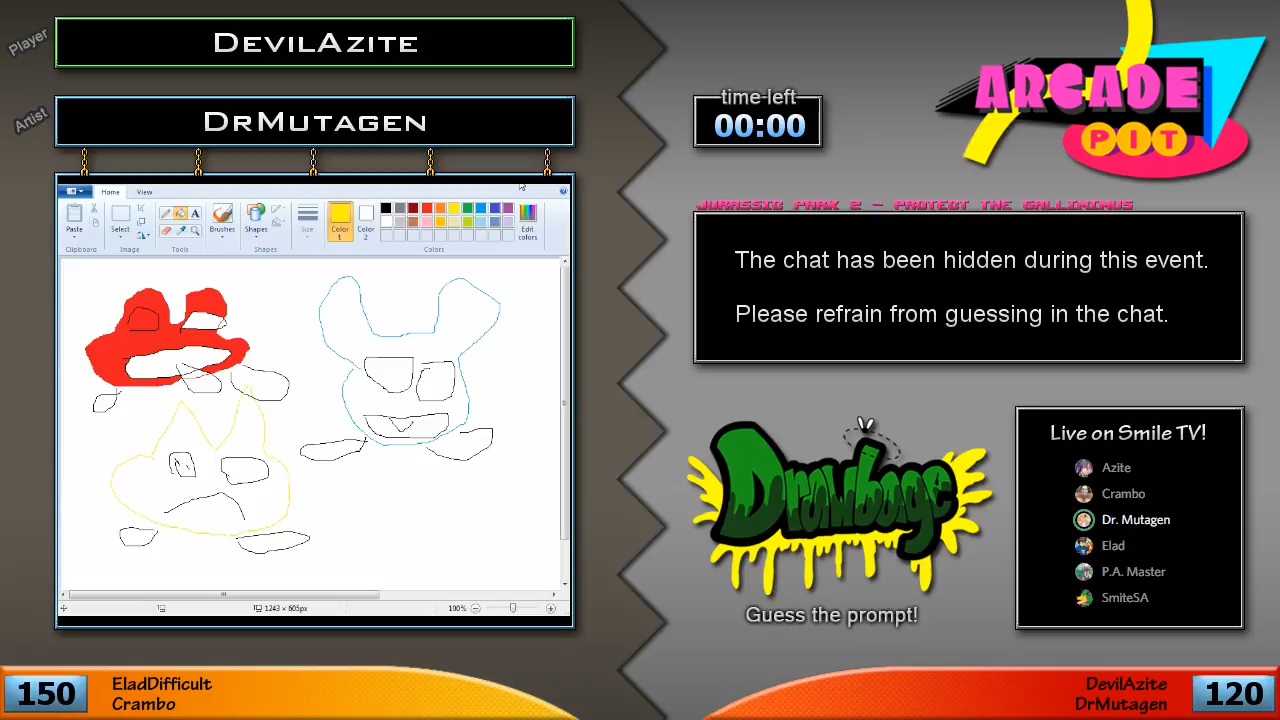 Player
DEVILAZITE
Artist
DRMUTAGEN
time left
00:00
ARCADE
PIT
JURASSIC PARK 2 - PROTECT THE GALLIMIMUS
The chat has been hidden during this event.
Please refrain from guessing in the chat.
Home View
Paste
Select
A
Brushes
Shapes
Size
Color
1
Color
2
Edit
colors
Clipboard Image Tools Shapes Colors
1243 × 605px 100%
Drawbage
Guess the prompt!
Live on Smile TV!
Azite
Crambo
Dr. Mutagen
Elad
P.A. Master
SmiteSA
150
EladDifficult
Crambo
DevilAzite
DrMutagen
120